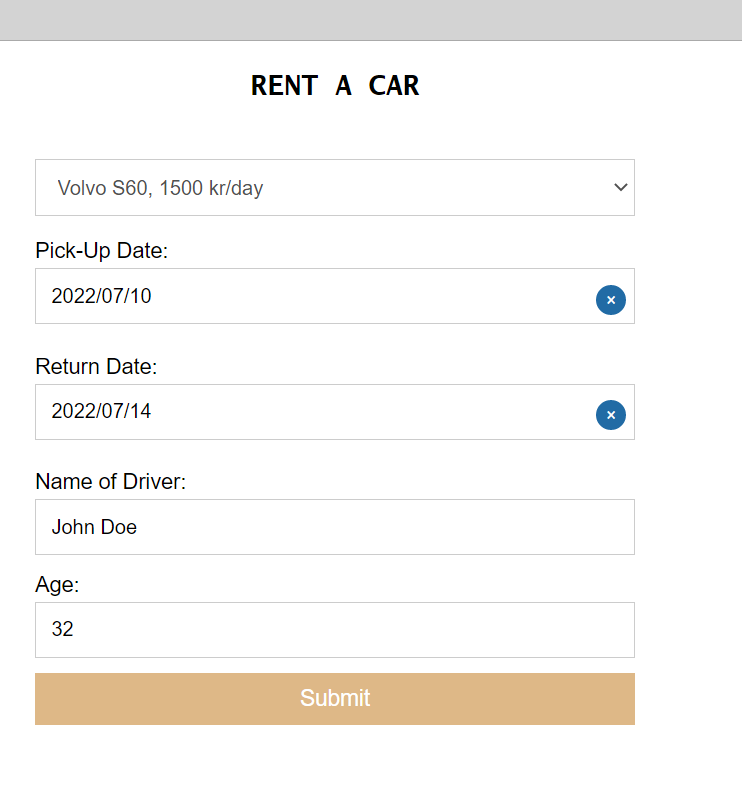 RENT A CAR
Volvo S60, 1500 kr/day
Pick-Up Date:
2022/07/10
Return Date:
2022/07/14
Name of Driver:
John Doe
Age:
32
Submit